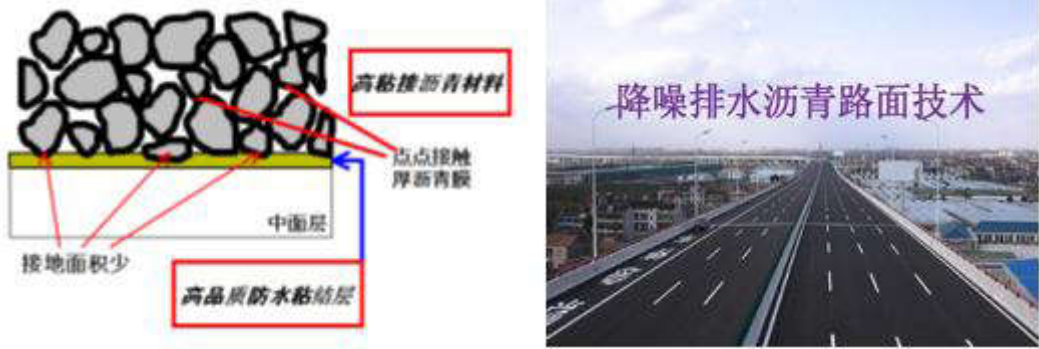 高粘接沥青材料
点点接触
厚沥青膜
中面层
接地面积少
高品质防水粘结层
降噪排水沥青路面技术